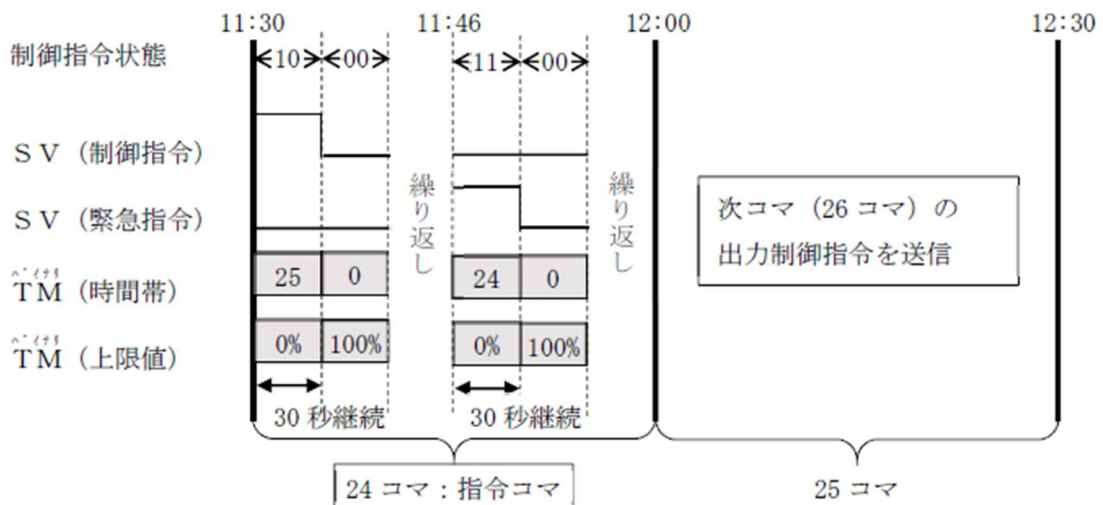 11:30 11:46 12:00 12:30
制御指令状態 10 00 11 00
SV(制御指令)
SV(緊急指令)
繰り返し 繰り返し
次コマ(26コマ)の
出力制御指令を送信
バイナリ
TM(時間帯) 25 0 24 0
バイナリ
TM(上限値) 0% 100% 0% 100%
30秒継続 30秒継続
24コマ:指令コマ 25コマ